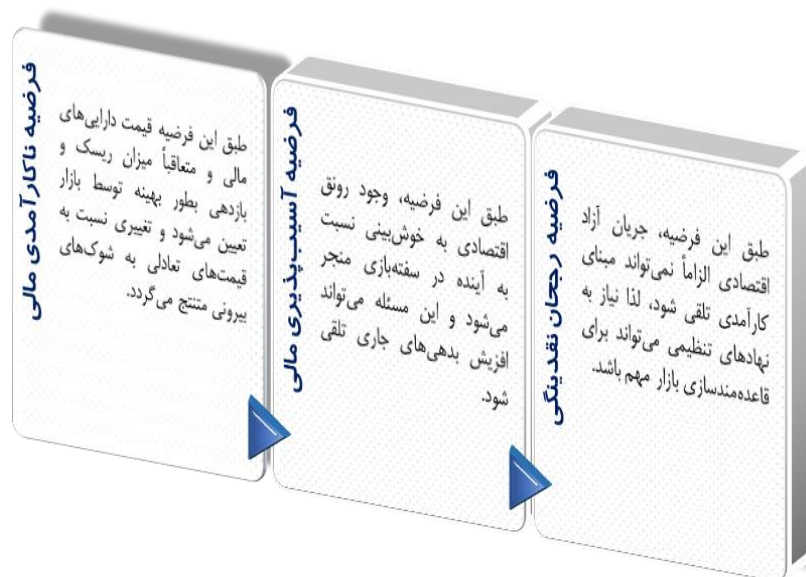 فرضیه ناکارآمدی مالی
طبق این فرضیه قیمت دارایی‌های
مالی و متعاقباً میزان ریسک و
بازدهی بطور بهینه توسط بازار
تعیین می‌شود و تغییری نسبت به
قیمت‌های تعادلی به شوک‌های
بیرونی منتتج می‌گردد.
فرضیه آسیب‌پذیری مالی
طبق این فرضیه، وجود رونق
اقتصادی به خوش‌بینی نسبت
به آینده در سفته‌بازی منجر
می‌شود و این مسئله می‌تواند
افزیش بدهی‌های جاری تلقی
شود.
فرضیه رجحان نقدینگی
طبق این فرضیه، جریان آزاد
اقتصادی الزاماً نمی‌تواند مبنای
کارآمدی تلقی شود، لذا نیاز به
نهادهای تنظیمی می‌تواند برای
قاعده‌مندسازی بازار مهم باشد.